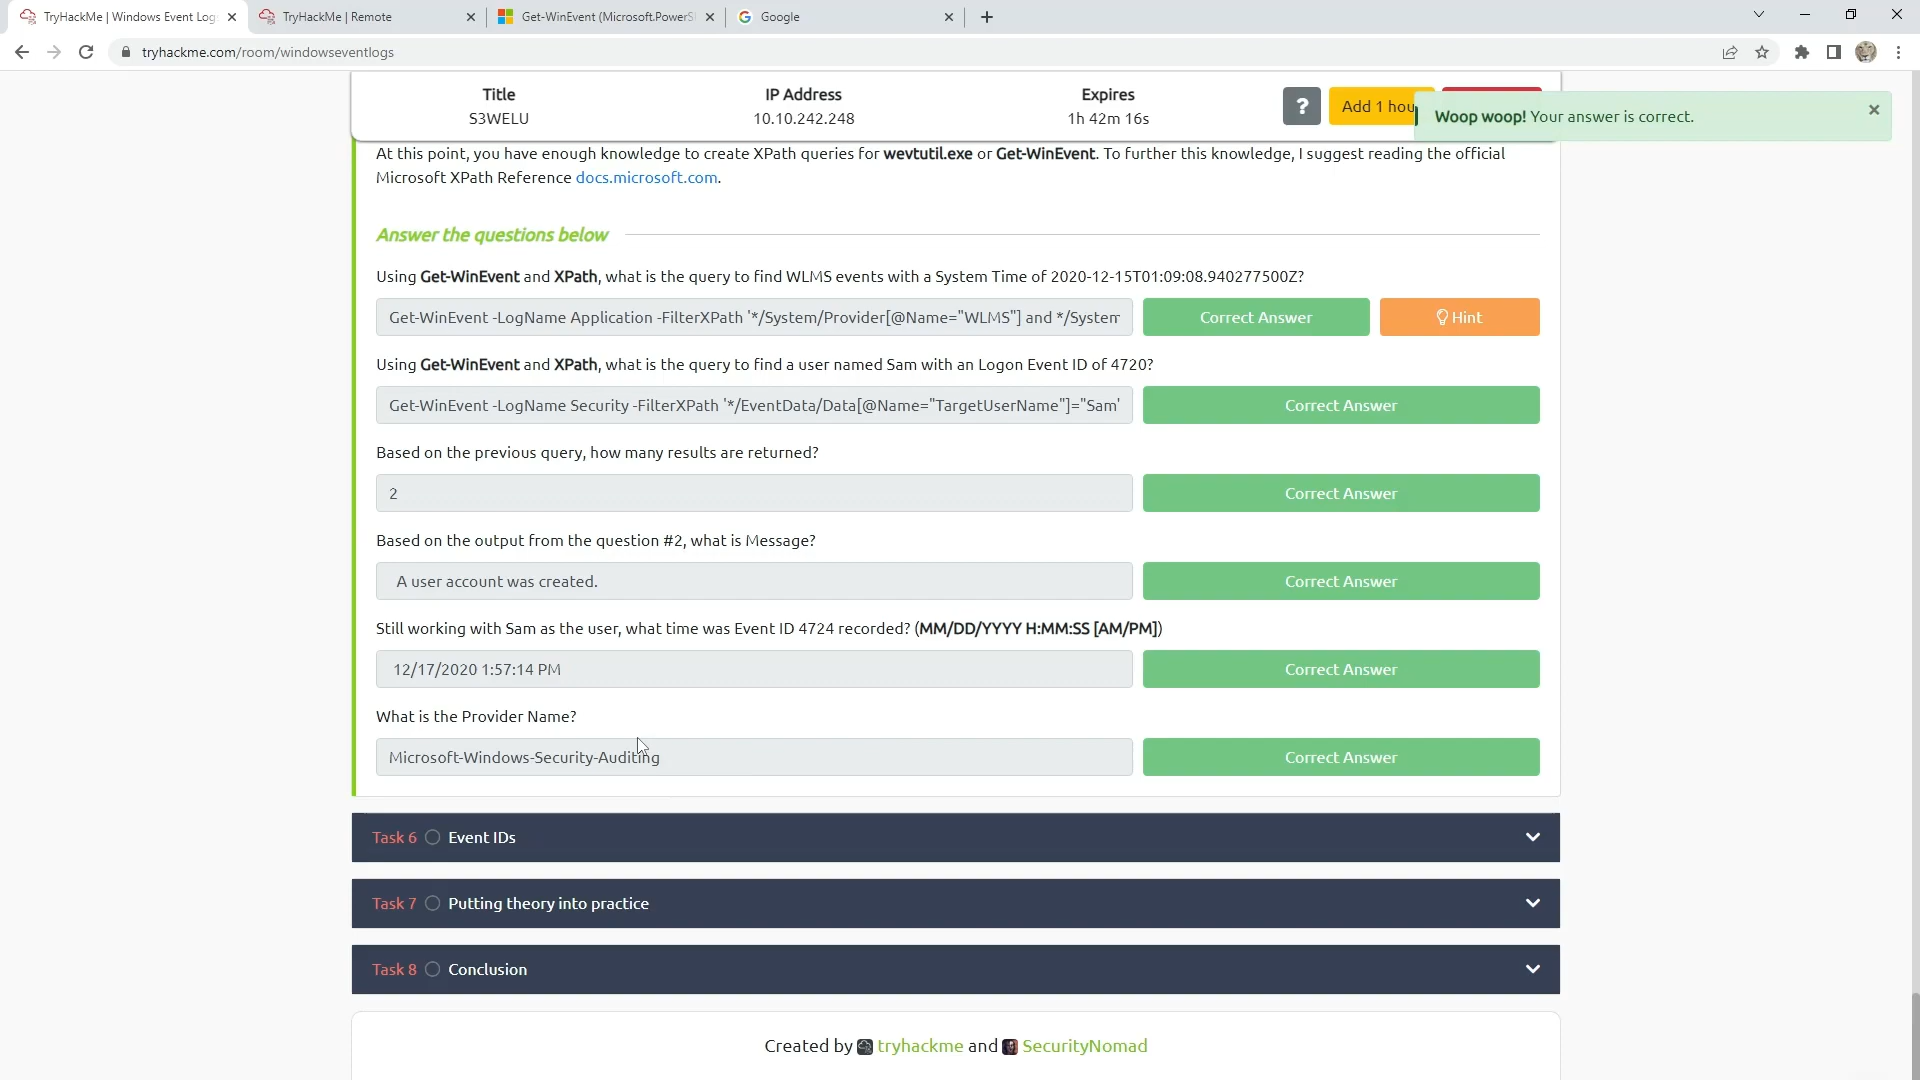 TryHackMe | Windows Event Log
TryHackMe | Remote
Get-WinEvent (Microsoft.PowerS
Google
tryhackme.com/room/windowseventlogs
Title
IP Address
Expires
S3WELU
10.10.242.248
1h 42m 16s
?
Add 1 hou
Woop woop! Your answer is correct.
At this point, you have enough knowledge to create XPath queries for wevtutil.exe or Get-WinEvent. To further this knowledge, I suggest reading the official
Microsoft XPath Reference docs.microsoft.com.
Answer the questions below
Using Get-WinEvent and XPath, what is the query to find WLMS events with a System Time of 2020-12-15T01:09:08.940277500Z?
Get-WinEvent -LogName Application -FilterXPath '*/System/Provider[@Name="WLMS"] and */System
Correct Answer
Hint
Using Get-WinEvent and XPath, what is the query to find a user named Sam with an Logon Event ID of 4720?
Get-WinEvent -LogName Security -FilterXPath '*/EventData/Data[@Name="TargetUserName"]="Sam"
Correct Answer
Based on the previous query, how many results are returned?
2
Correct Answer
Based on the output from the question #2, what is Message?
A user account was created.
Correct Answer
Still working with Sam as the user, what time was Event ID 4724 recorded? (MM/DD/YYYY H:MM:SS [AM/PM])
12/17/2020 1:57:14 PM
Correct Answer
What is the Provider Name?
Microsoft-Windows-Security-Auditing
Correct Answer
Task 6 Event IDs
Task 7 Putting theory into practice
Task 8 Conclusion
Created by tryhackme and SecurityNomad